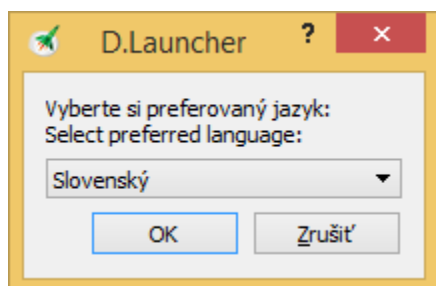 D.Launcher ? ×
Vyberte si preferovaný jazyk:
Select preferred language:
Slovenský
OK Zrušiť